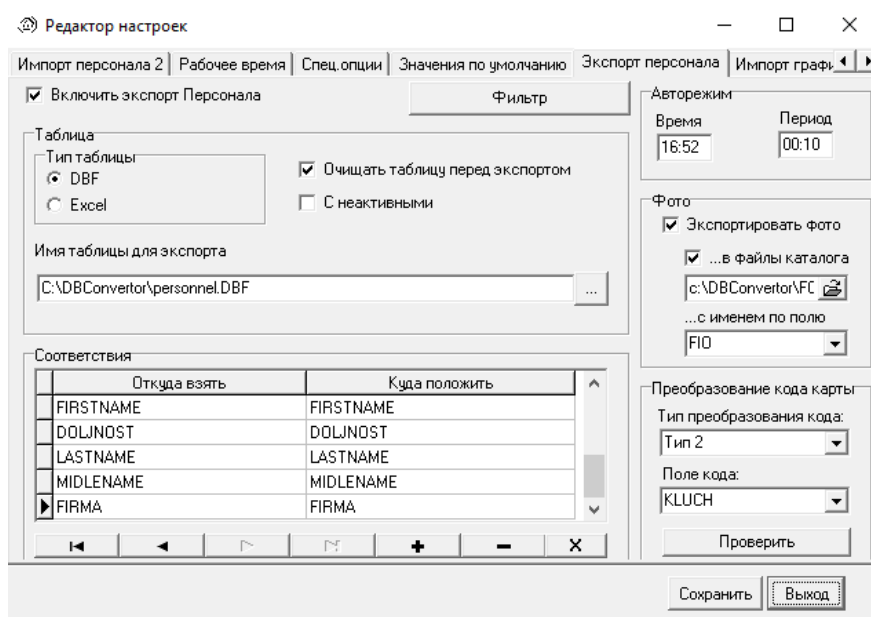 Редактор настроек
Импорт персонала 2 Рабочее время Спец.опции Значения по умолчанию Экспорт персонала Импорт графи
Включить экспорт Персонала
Фильтр
Таблица
Тип таблицы
DBF
Excel
Очищать таблицу перед экспортом
С неактивными
Имя таблицы для экспорта
C:\DBConvertor\personnel.DBF
...
Соответствия
Откуда взять Куда положить
FIRSTNAME FIRSTNAME
DOLJNOST DOLJNOST
LASTNAME LASTNAME
MIDLENAME MIDLENAME
FIRMA FIRMA
Авторежим
Время Период
16:52 00:10
Фото
Экспортировать фото
...в файлы каталога
c:\DBConvertor\FC
...с именем по полю
FIO
Преобразование кода карты
Тип преобразования кода:
Тип 2
Поле кода:
KLUCH
Проверить
Сохранить Выход